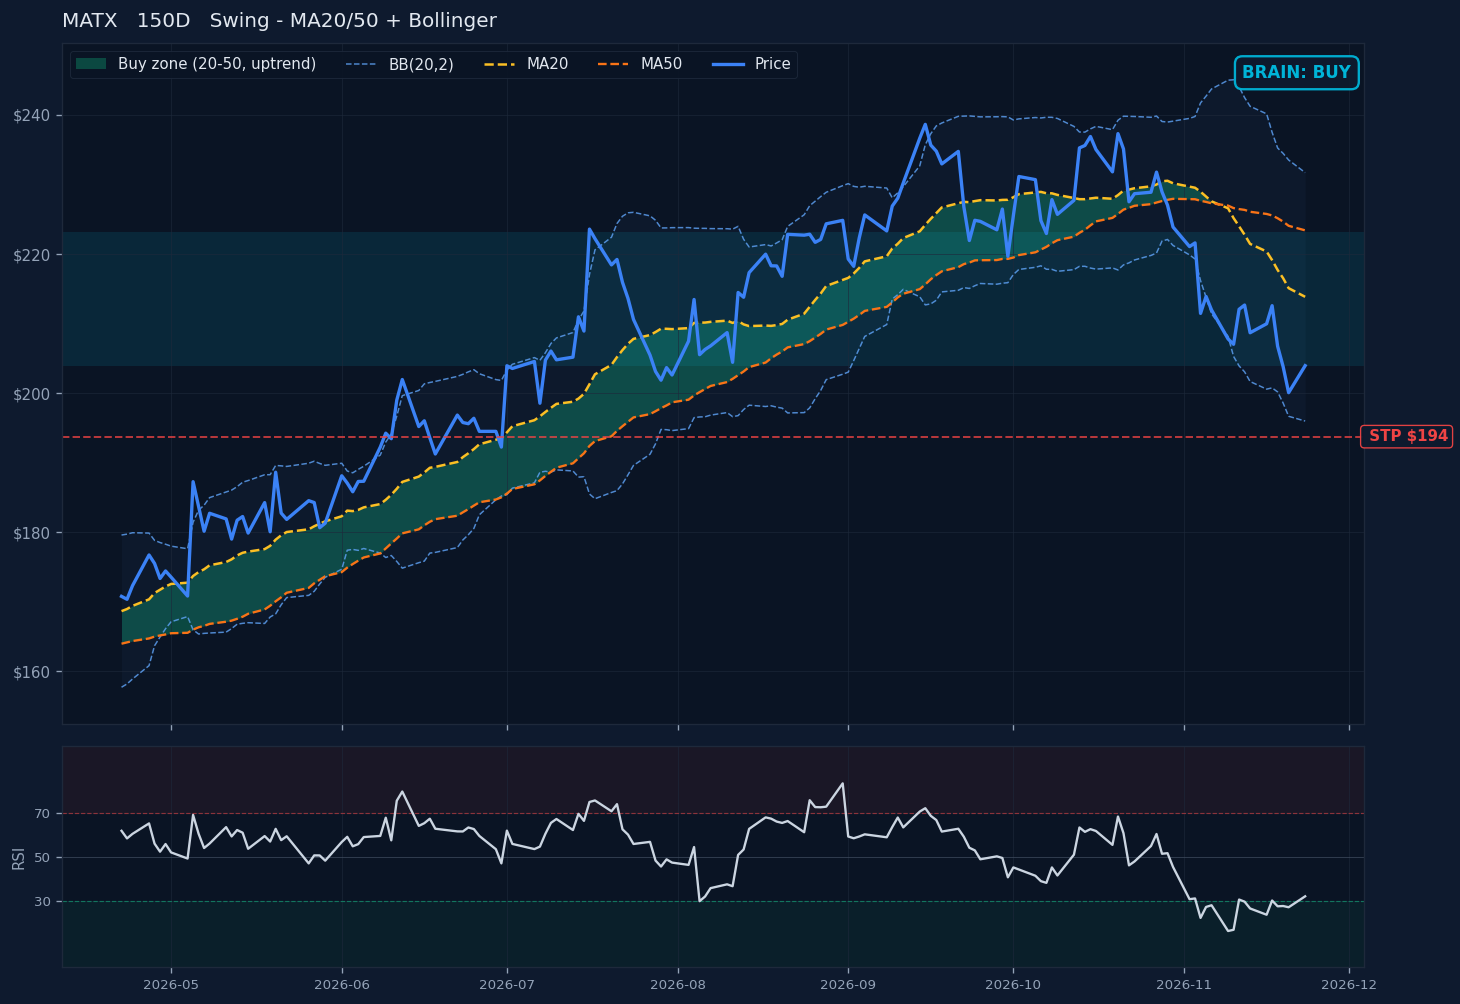 MATX   150D   Swing - MA20/50 + Bollinger
Buy zone (20-50, uptrend)   BB(20,2)   MA20   MA50   Price
BRAIN: BUY
$240
$220
$200
STP $194
$180
$160
70
50
30
RSI
2026-05   2026-06   2026-07   2026-08   2026-09   2026-10   2026-11   2026-12